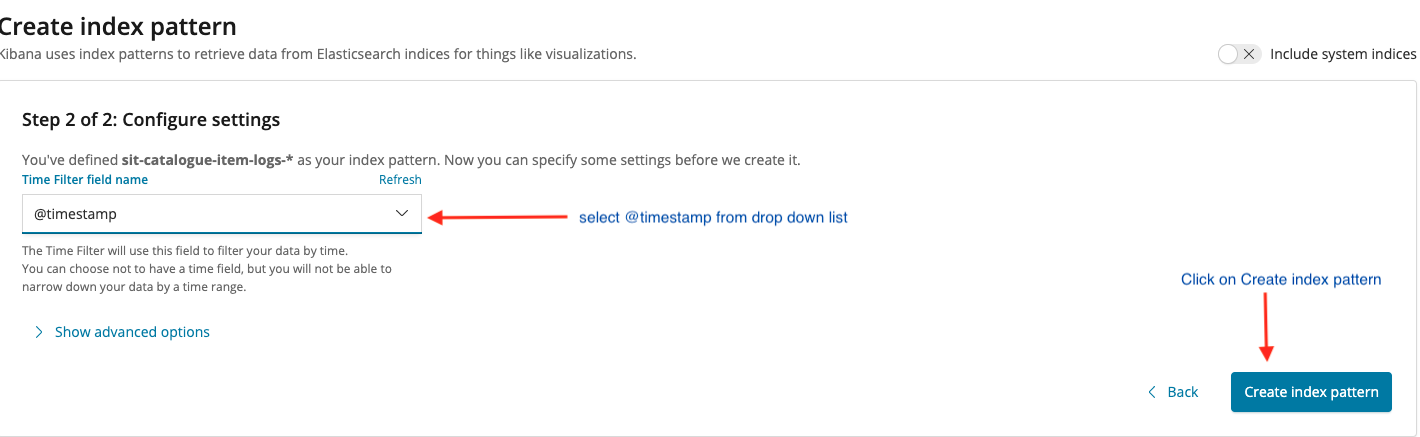 Create index pattern
Kibana uses index patterns to retrieve data from Elasticsearch indices for things like visualizations.
Include system indices
Step 2 of 2: Configure settings
You've defined sit-catalogue-item-logs-* as your index pattern. Now you can specify some settings before we create it.
Time Filter field name
Refresh
@timestamp
select @timestamp from drop down list
The Time Filter will use this field to filter your data by time.
You can choose not to have a time field, but you will not be able to
narrow down your data by a time range.
Click on Create index pattern
Show advanced options
Back
Create index pattern